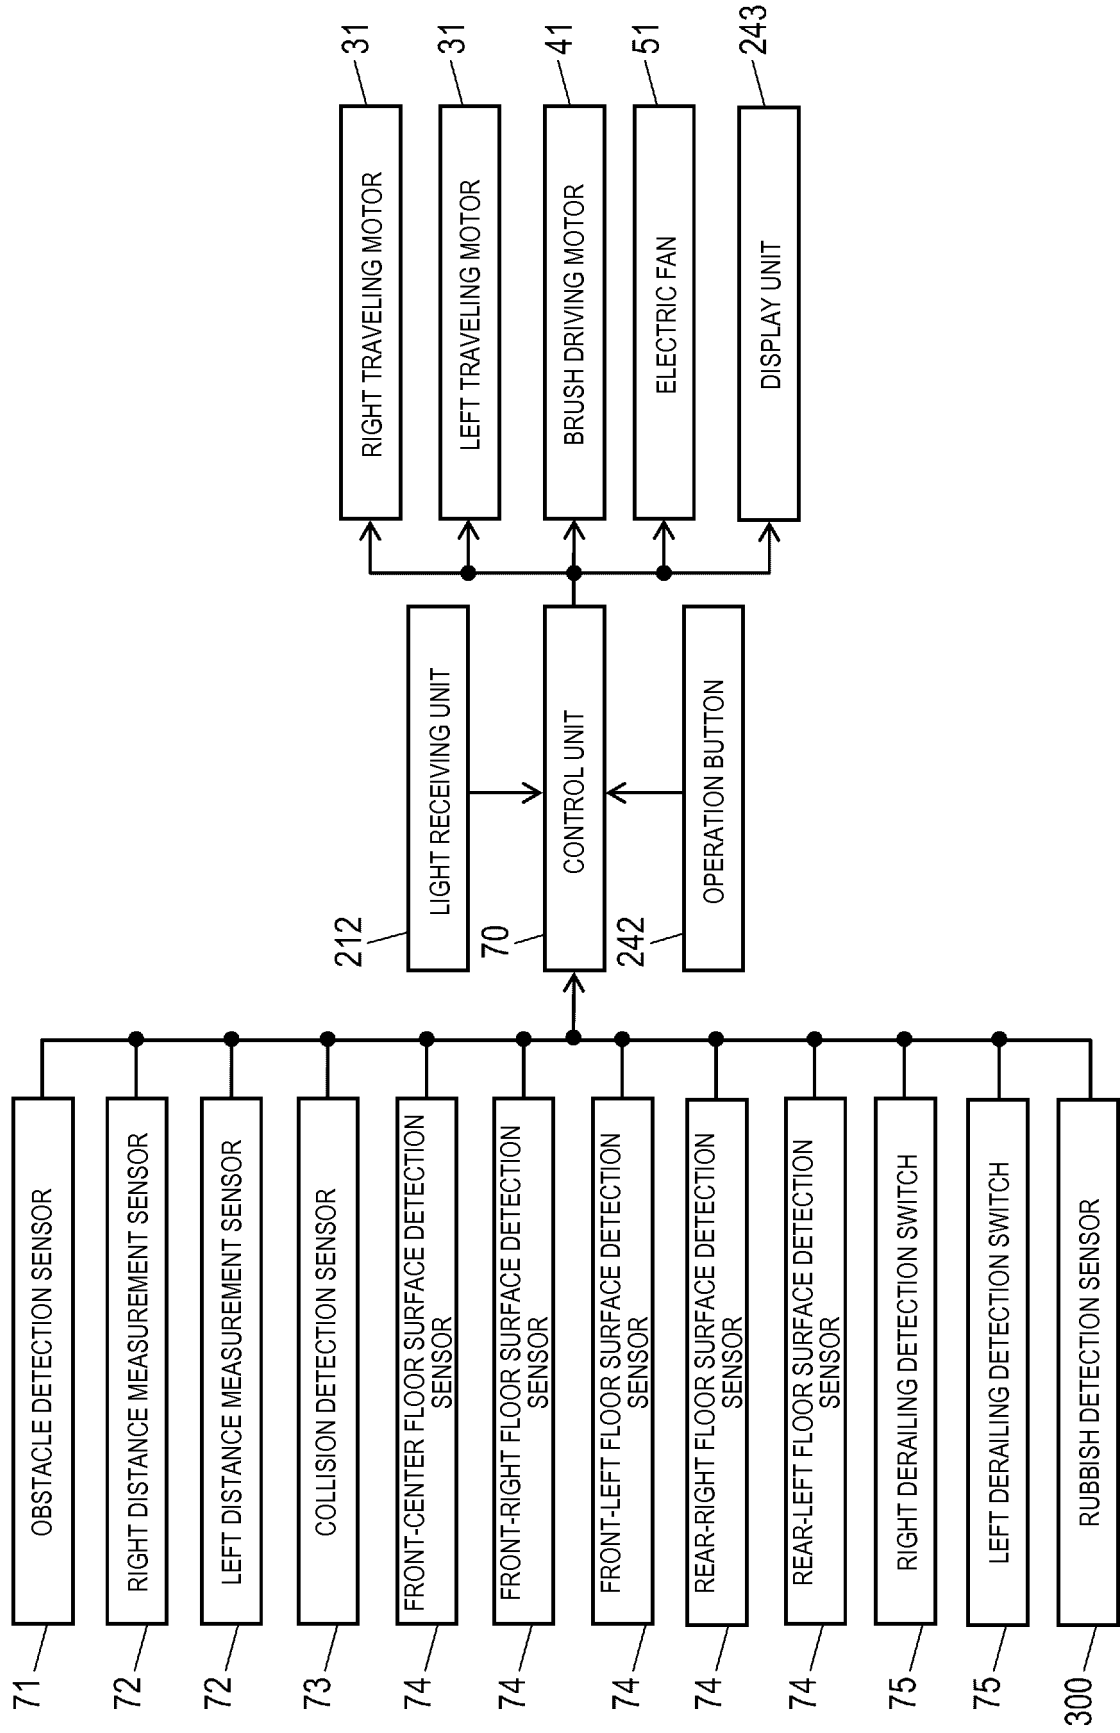 71
OBSTACLE DETECTION SENSOR
72
RIGHT DISTANCE MEASUREMENT SENSOR
72
LEFT DISTANCE MEASUREMENT SENSOR
73
COLLISION DETECTION SENSOR
74
FRONT-CENTER FLOOR SURFACE DETECTION
SENSOR
74
FRONT-RIGHT FLOOR SURFACE DETECTION
SENSOR
74
FRONT-LEFT FLOOR SURFACE DETECTION
SENSOR
74
REAR-RIGHT FLOOR SURFACE DETECTION
SENSOR
74
REAR-LEFT FLOOR SURFACE DETECTION
SENSOR
75
RIGHT DERAILING DETECTION SWITCH
75
LEFT DERAILING DETECTION SWITCH
300
RUBBISH DETECTION SENSOR
212
LIGHT RECEIVING UNIT
70
CONTROL UNIT
242
OPERATION BUTTON
RIGHT TRAVELING MOTOR
31
LEFT TRAVELING MOTOR
31
BRUSH DRIVING MOTOR
41
ELECTRIC FAN
51
DISPLAY UNIT
243